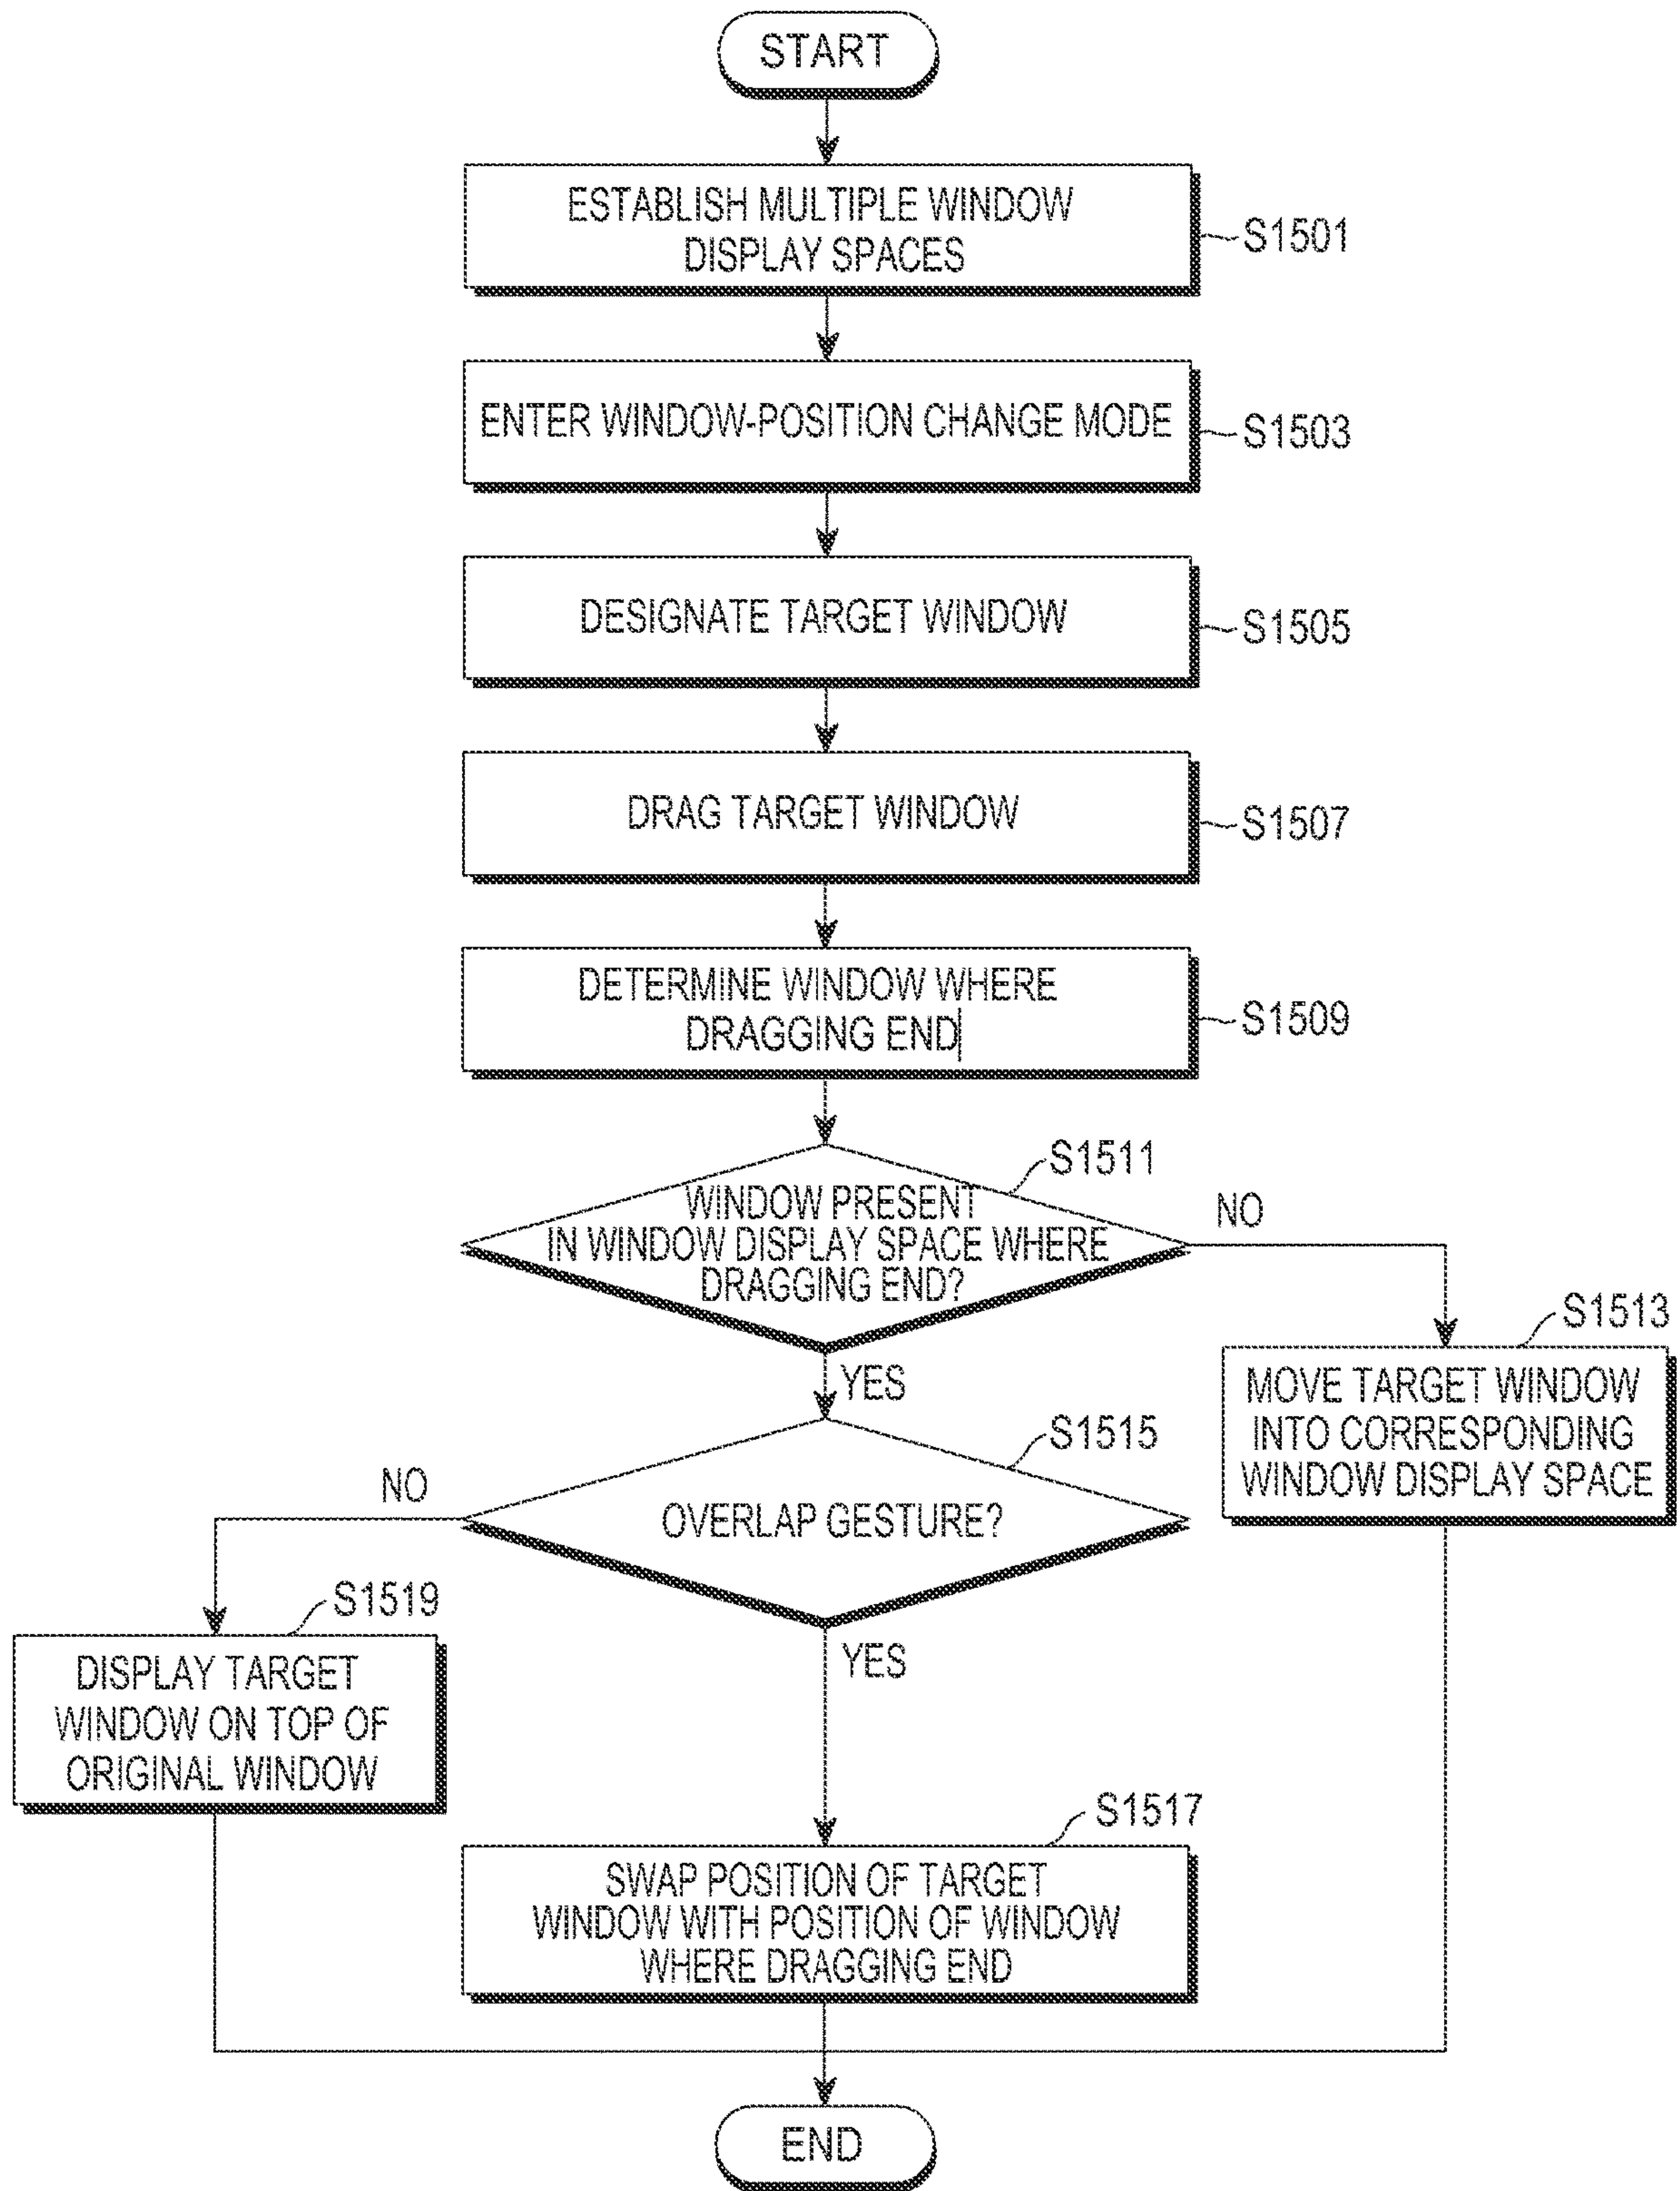 START
ESTABLISH MULTIPLE WINDOW
DISPLAY SPACES
S1501
ENTER WINDOW-POSITION CHANGE MODE
S1503
DESIGNATE TARGET WINDOW
S1505
DRAG TARGET WINDOW
S1507
DETERMINE WINDOW WHERE
DRAGGING END
S1509
S1511
WINDOW PRESENT
IN WINDOW DISPLAY SPACE WHERE
DRAGGING END?
NO
YES
S1513
MOVE TARGET WINDOW
INTO CORRESPONDING
WINDOW DISPLAY SPACE
S1515
OVERLAP GESTURE?
NO
YES
S1519
DISPLAY TARGET
WINDOW ON TOP OF
ORIGINAL WINDOW
S1517
SWAP POSITION OF TARGET
WINDOW WITH POSITION OF WINDOW
WHERE DRAGGING END
END